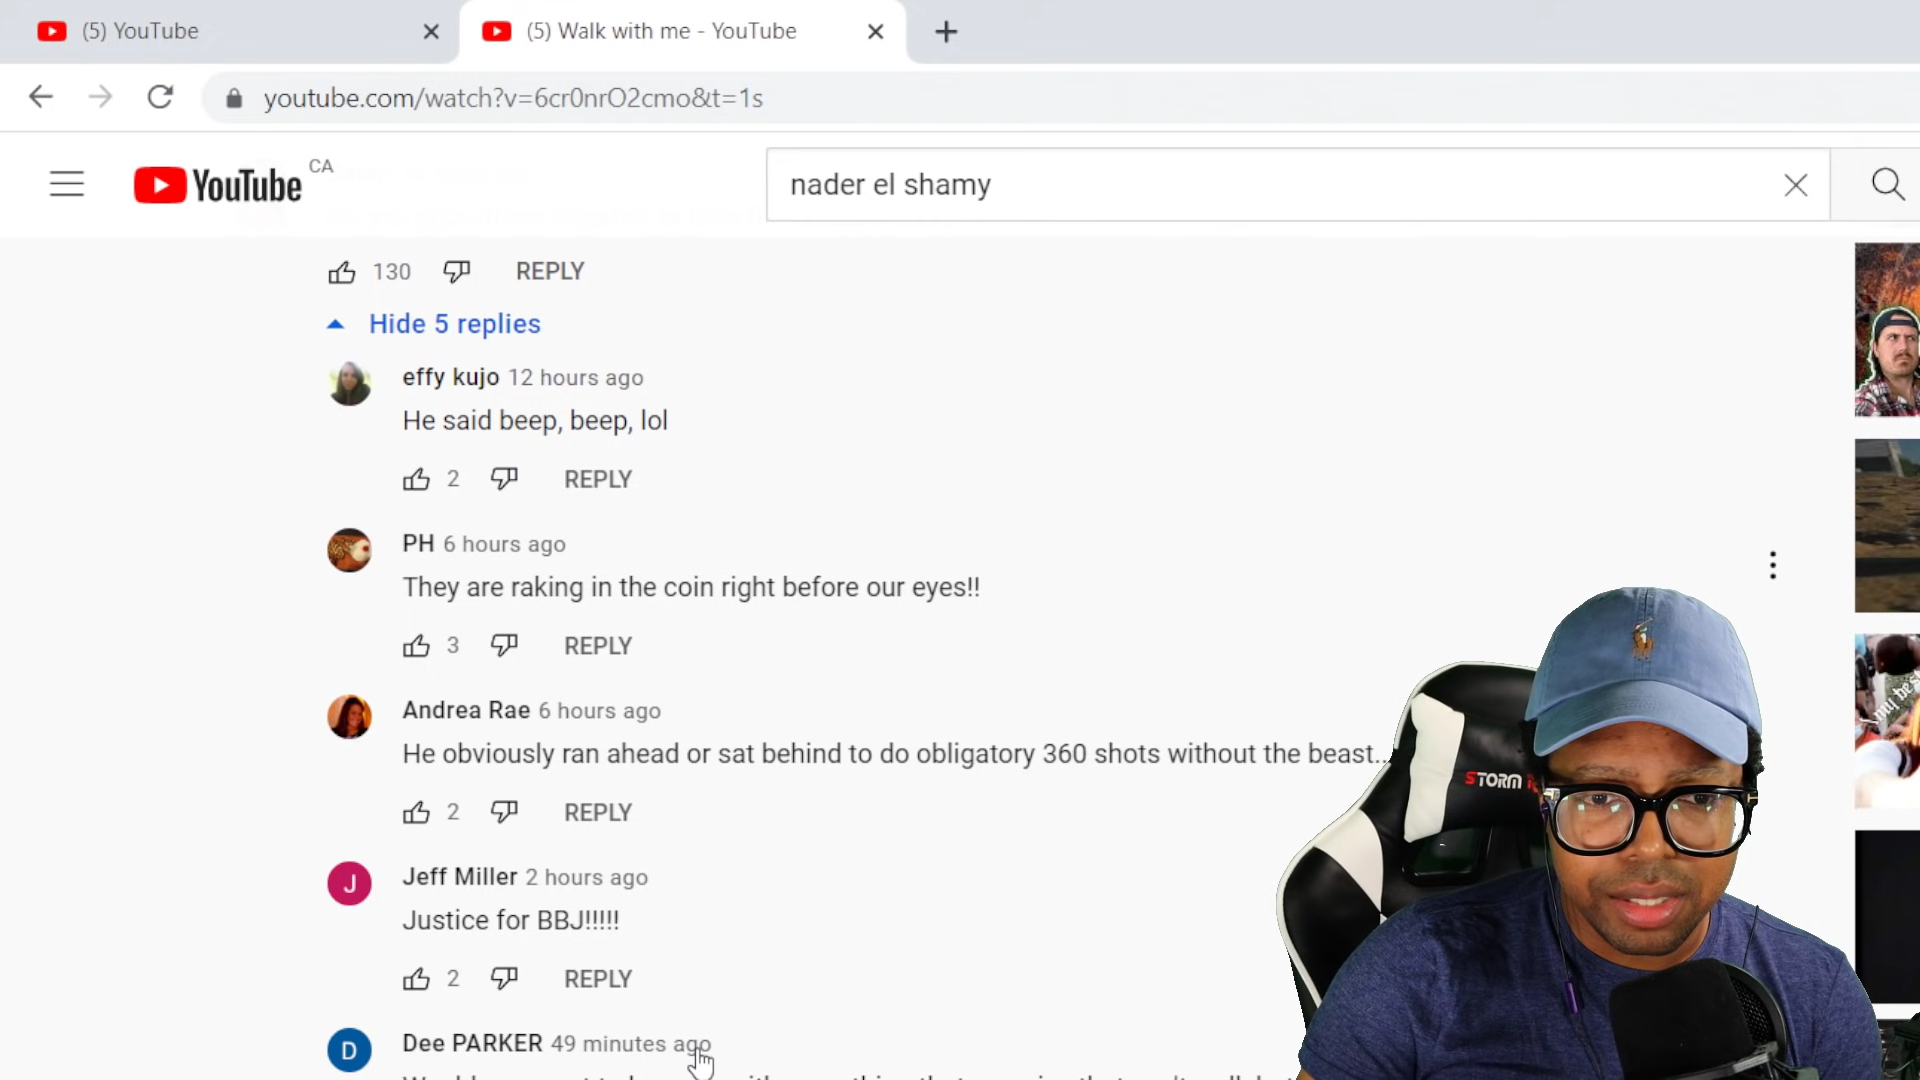 (5) YouTube
(5) Walk with me - YouTube
youtube.com/watch?v=6cr0nrO2cmo&t=1s
YouTube CA
nader el shamy
130 REPLY
Hide 5 replies
effy kujo 12 hours ago
He said beep, beep, lol
2 REPLY
PH 6 hours ago
They are raking in the coin right before our eyes!!
3 REPLY
Andrea Rae 6 hours ago
He obviously ran ahead or sat behind to do obligatory 360 shots without the beast..
2 REPLY
J
Jeff Miller 2 hours ago
Justice for BBJ!!!!!
2 REPLY
D
Dee PARKER 49 minutes ago
STORM
my best